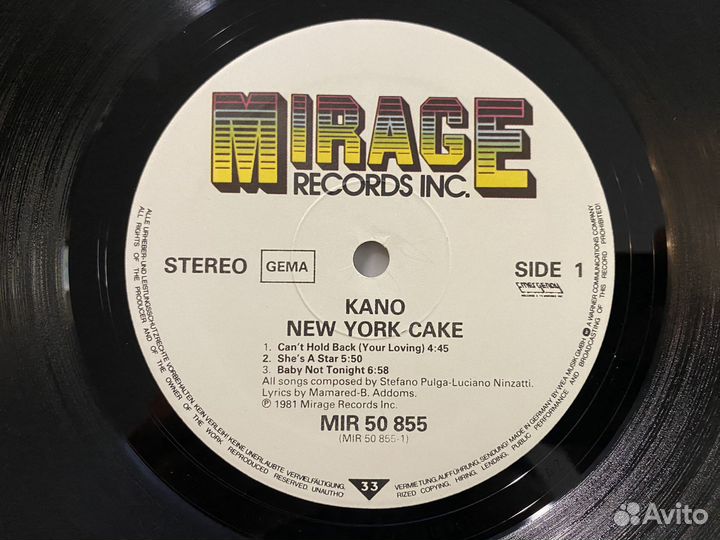 MIRAGE
RECORDS INC.
STEREO
GEMA
SIDE 1
KANO
NEW YORK CAKE
1. Can't Hold Back (Your Loving) 4:45
2. She's A Star 5:50
3. Baby Not Tonight 6:58
All songs composed by Stefano Pulga-Luciano Ninzatti.
Lyrics by Mamared-B. Addoms.
℗ 1981 Mirage Records Inc.
MIR 50 855
(MIR 50 855-1)
33
ALLE URHEBER- UND LEISTUNGSSCHUTZRECHTE VORBEHALTEN. KEIN VERLEIH! KEINE UNERLAUBTE VERVIELFÄLTIGUNG,
VERMIETUNG, AUFFÜHRUNG, SENDUNG! MADE IN GERMANY BY WEA MUSIK GMBH A WARNER COMMUNICATIONS COMPANY
ALL RIGHTS OF THE PRODUCER AND OF THE OWNER OF THE WORK REPRODUCED RESERVED. UNAUTHO-
RIZED COPYING, HIRING, LENDING, PUBLIC PERFORMANCE AND BROADCASTING OF THIS RECORD PROHIBITED!
Avito